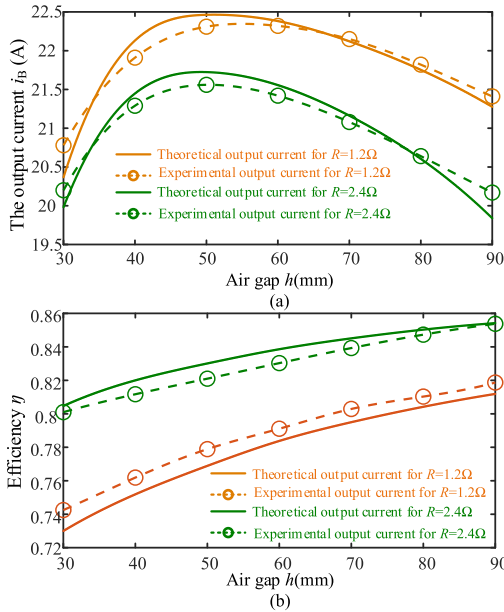 22.5
22
21.5
21
20.5
20
19.5
The output current i_B (A)
Theoretical output current for R=1.2Ω
Experimental output current for R=1.2Ω
Theoretical output current for R=2.4Ω
Experimental output current for R=2.4Ω
30 40 50 60 70 80 90
Air gap h(mm)
(a)
0.86
0.84
0.82
0.8
0.78
0.76
0.74
0.72
Efficiency η
Theoretical output current for R=1.2Ω
Experimental output current for R=1.2Ω
Theoretical output current for R=2.4Ω
Experimental output current for R=2.4Ω
30 40 50 60 70 80 90
Air gap h(mm)
(b)